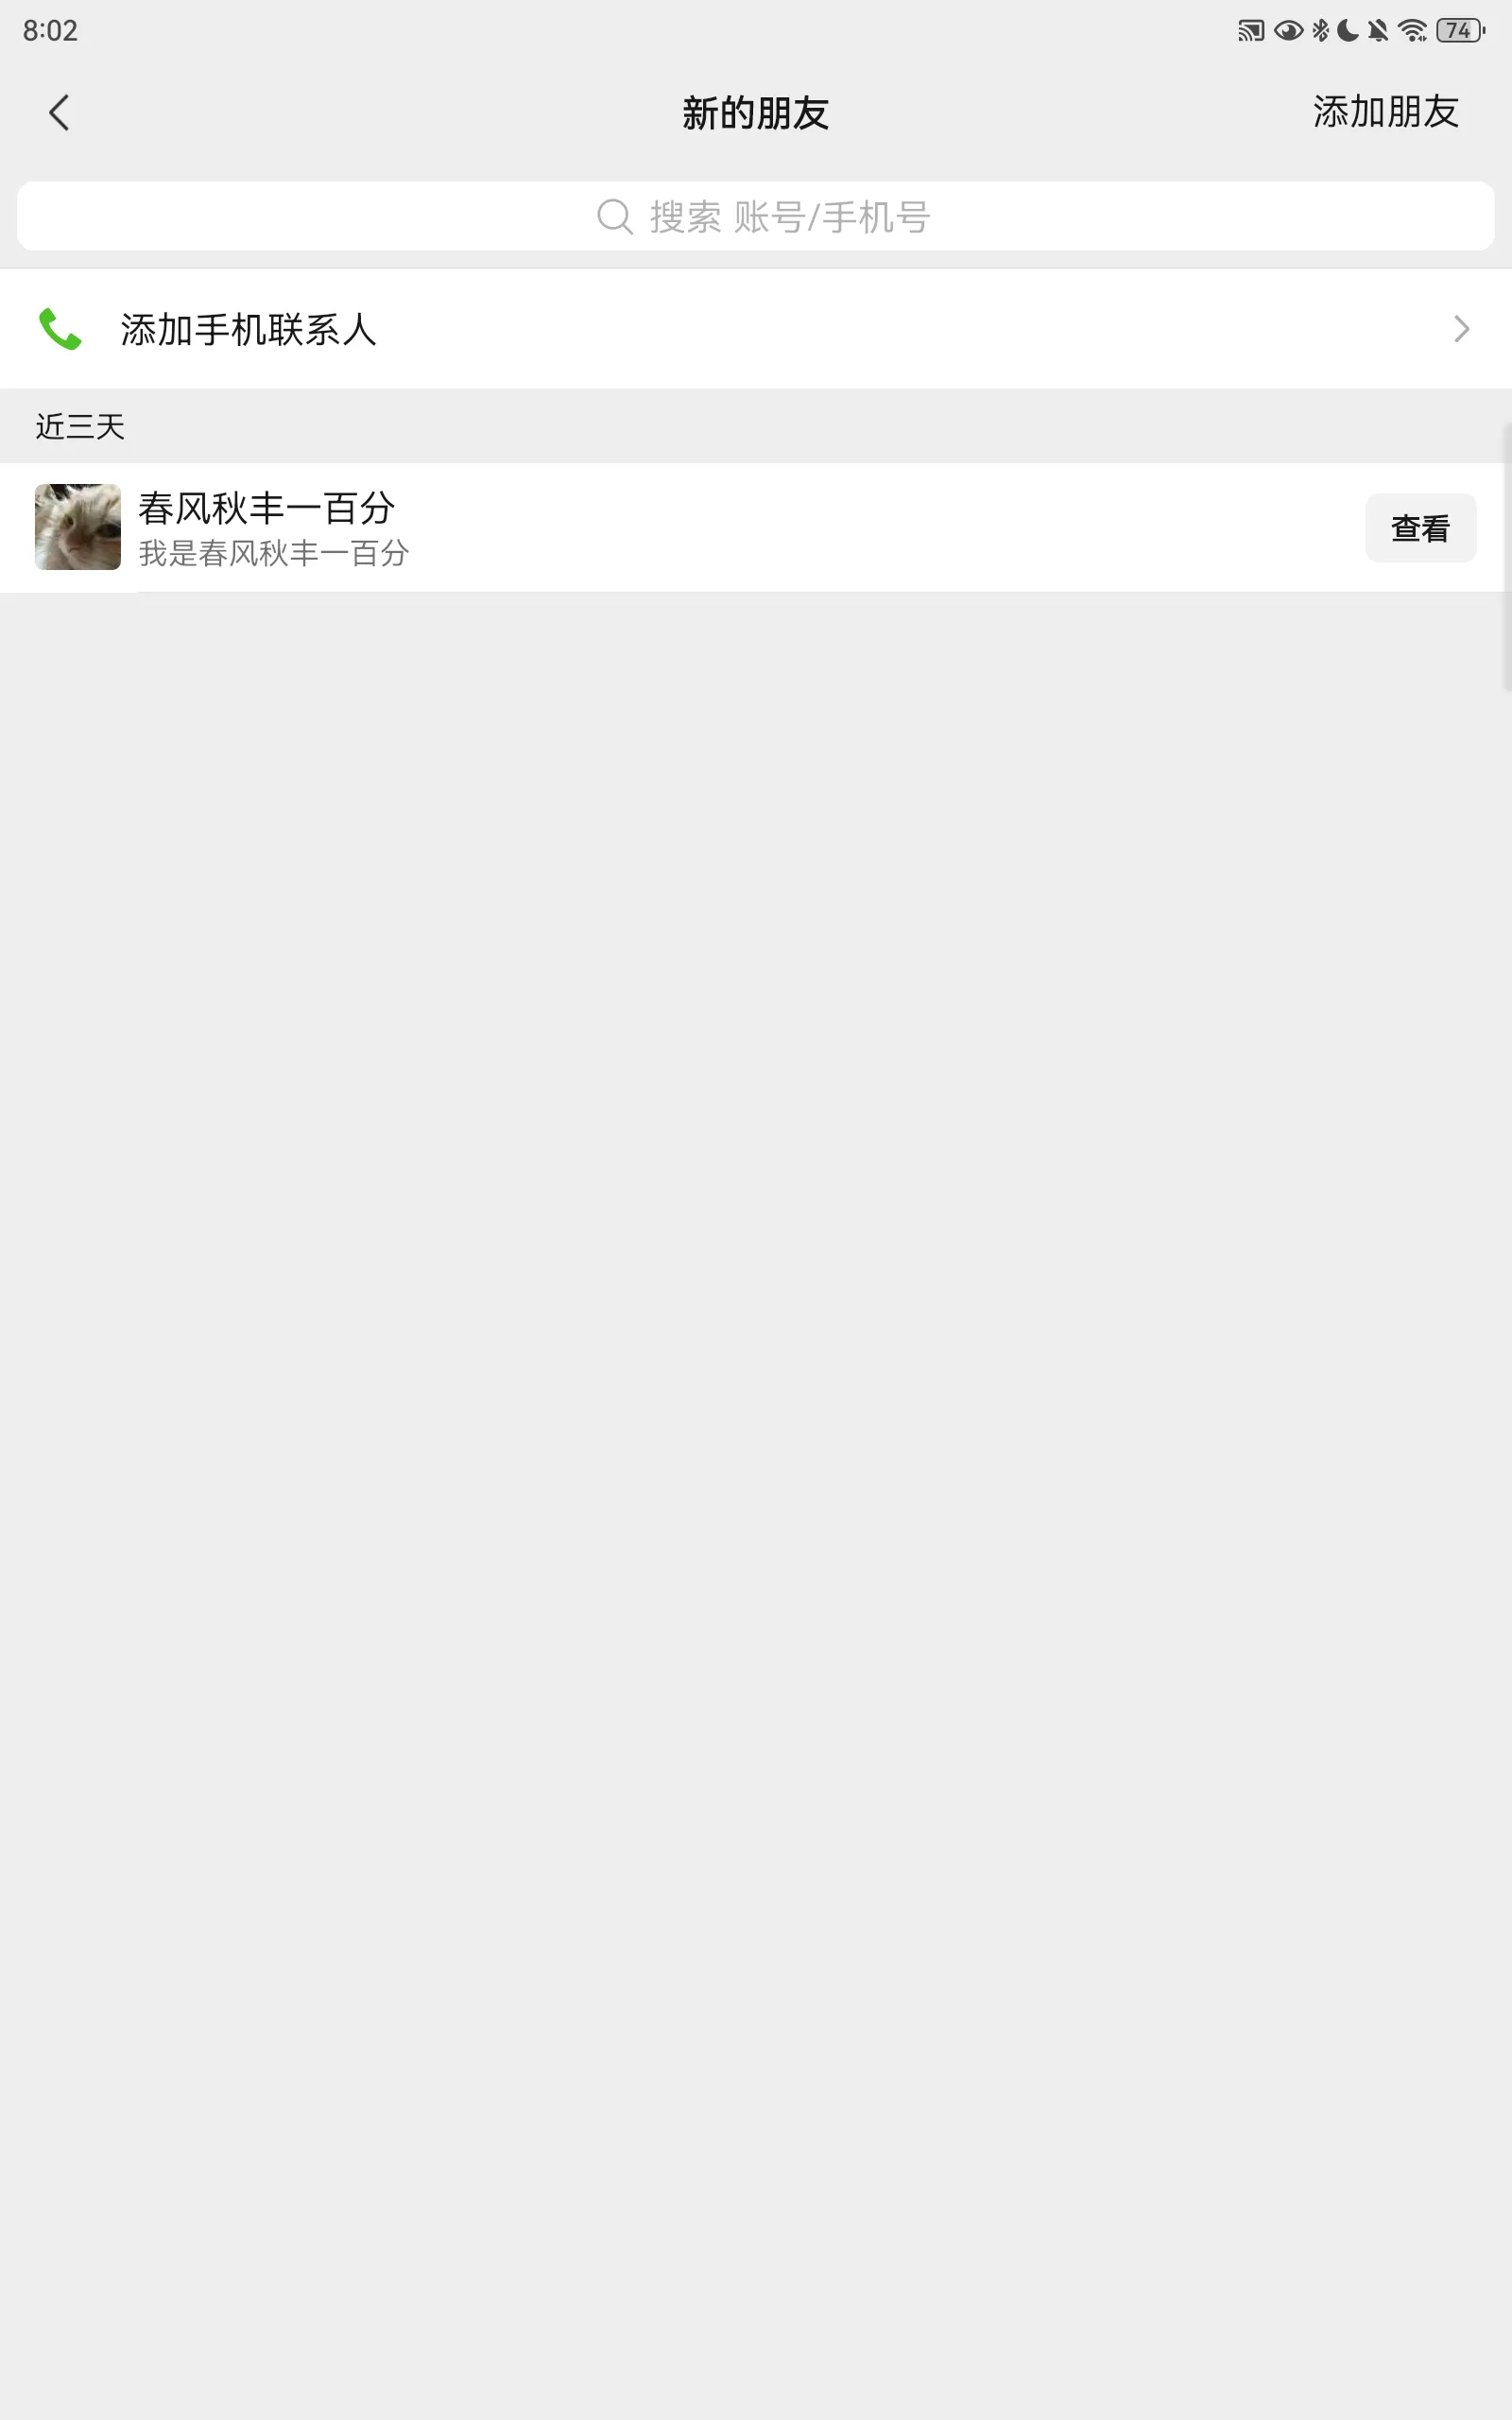 8:02
74
新的朋友
添加朋友
搜索 账号/手机号
添加手机联系人
近三天
春风秋丰一百分
我是春风秋丰一百分
查看